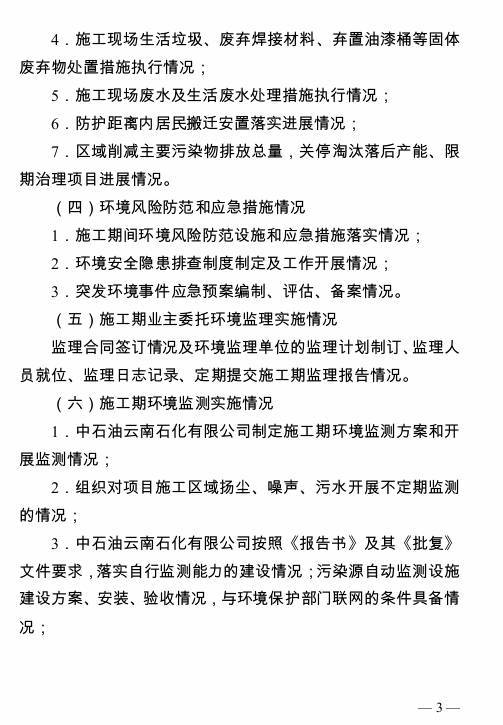 4．施工现场生活垃圾、废弃焊接材料、弃置油漆桶等固体
废弃物处置措施执行情况；
5．施工现场废水及生活废水处理措施执行情况；
6．防护距离内居民搬迁安置落实进展情况；
7．区域削减主要污染物排放总量，关停淘汰落后产能、限
期治理项目进展情况。
（四）环境风险防范和应急措施情况
1．施工期间环境风险防范设施和应急措施落实情况；
2．环境安全隐患排查制度制定及工作开展情况；
3．突发环境事件应急预案编制、评估、备案情况。
（五）施工期业主委托环境监理实施情况
监理合同签订情况及环境监理单位的监理计划制订、监理人
员就位、监理日志记录、定期提交施工期监理报告情况。
（六）施工期环境监测实施情况
1．中石油云南石化有限公司制定施工期环境监测方案和开
展监测情况；
2．组织对项目施工区域扬尘、噪声、污水开展不定期监测
的情况；
3．中石油云南石化有限公司按照《报告书》及其《批复》
文件要求，落实自行监测能力的建设情况；污染源自动监测设施
建设方案、安装、验收情况，与环境保护部门联网的条件具备情
况；
— 3 —